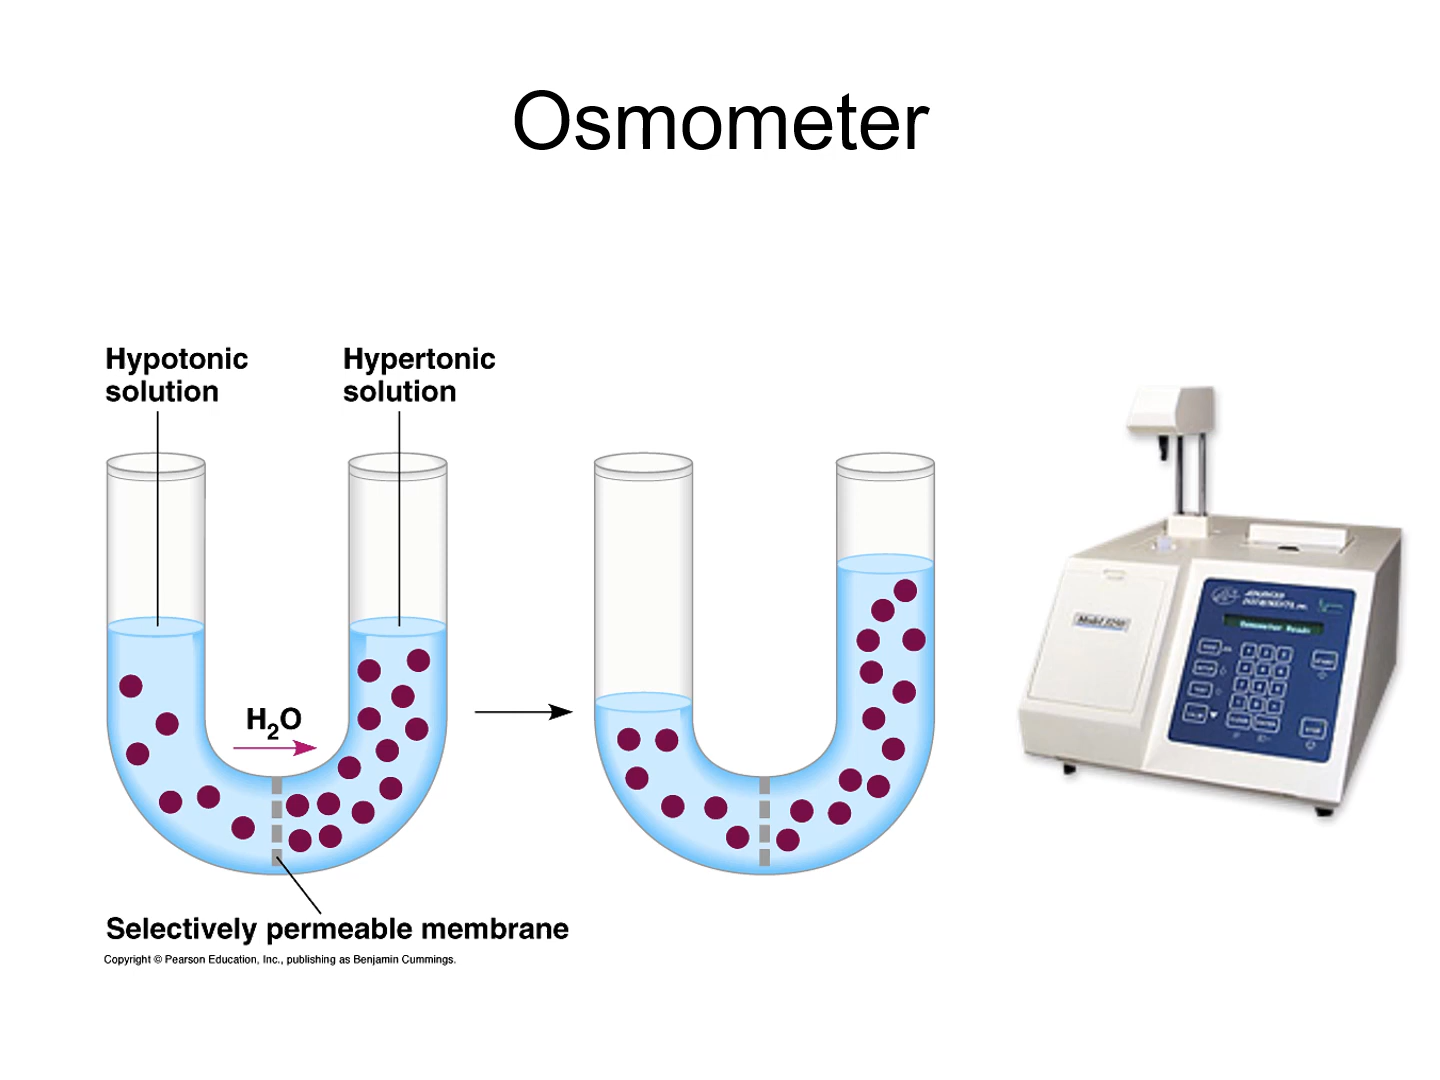 Osmometer
Hypotonic
solution
Hypertonic
solution
H₂O
Selectively permeable membrane
Copyright © Pearson Education, Inc., publishing as Benjamin Cummings.